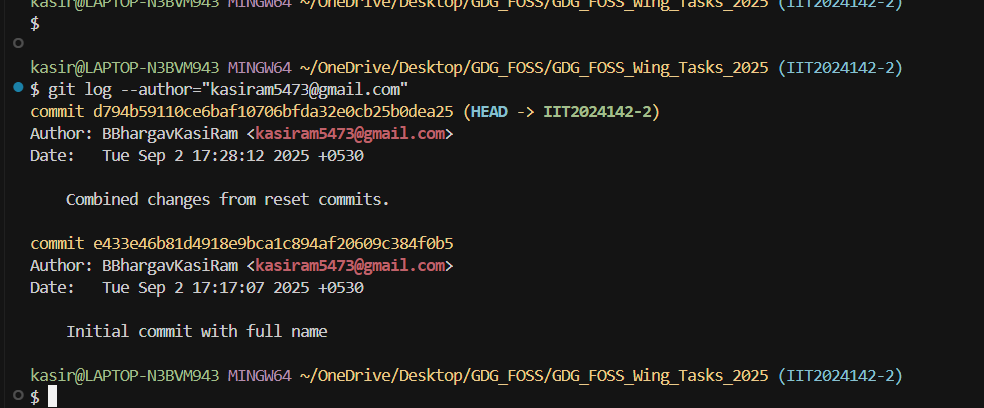 kasir@LAPTOP-N3BVM943 MINGW64 ~/OneDrive/Desktop/GDG_FOSS/GDG_FOSS_Wing_Tasks_2025 (IIT2024142-2)
$
kasir@LAPTOP-N3BVM943 MINGW64 ~/OneDrive/Desktop/GDG_FOSS/GDG_FOSS_Wing_Tasks_2025 (IIT2024142-2)
$ git log --author="kasiram5473@gmail.com"
commit d794b59110ce6baf10706bfda32e0cb25b0dea25 (HEAD -> IIT2024142-2)
Author: BBhargavKasiRam <kasiram5473@gmail.com>
Date:   Tue Sep 2 17:28:12 2025 +0530
    Combined changes from reset commits.
commit e433e46b81d4918e9bca1c894af20609c384f0b5
Author: BBhargavKasiRam <kasiram5473@gmail.com>
Date:   Tue Sep 2 17:17:07 2025 +0530
    Initial commit with full name
kasir@LAPTOP-N3BVM943 MINGW64 ~/OneDrive/Desktop/GDG_FOSS/GDG_FOSS_Wing_Tasks_2025 (IIT2024142-2)
$